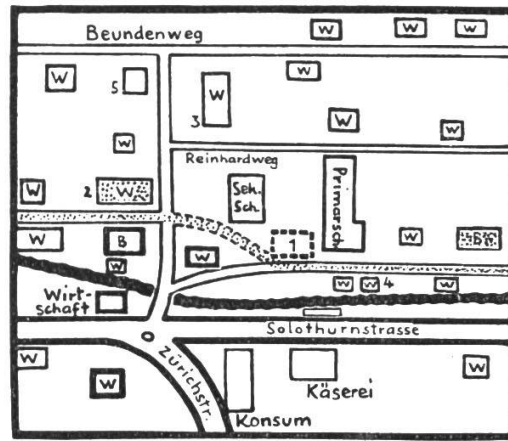 Beundenweg
W
W
W
W
5
W
3
W
W
W
W
Reinhardweg
W
2
W
Sek.
Sch.
Primarsch.
1
W
W
B
W
W
W
W
4
W
Wirt-
schaft
Solothurnstrasse
Zürichstr.
W
W
Konsum
Käserei
W